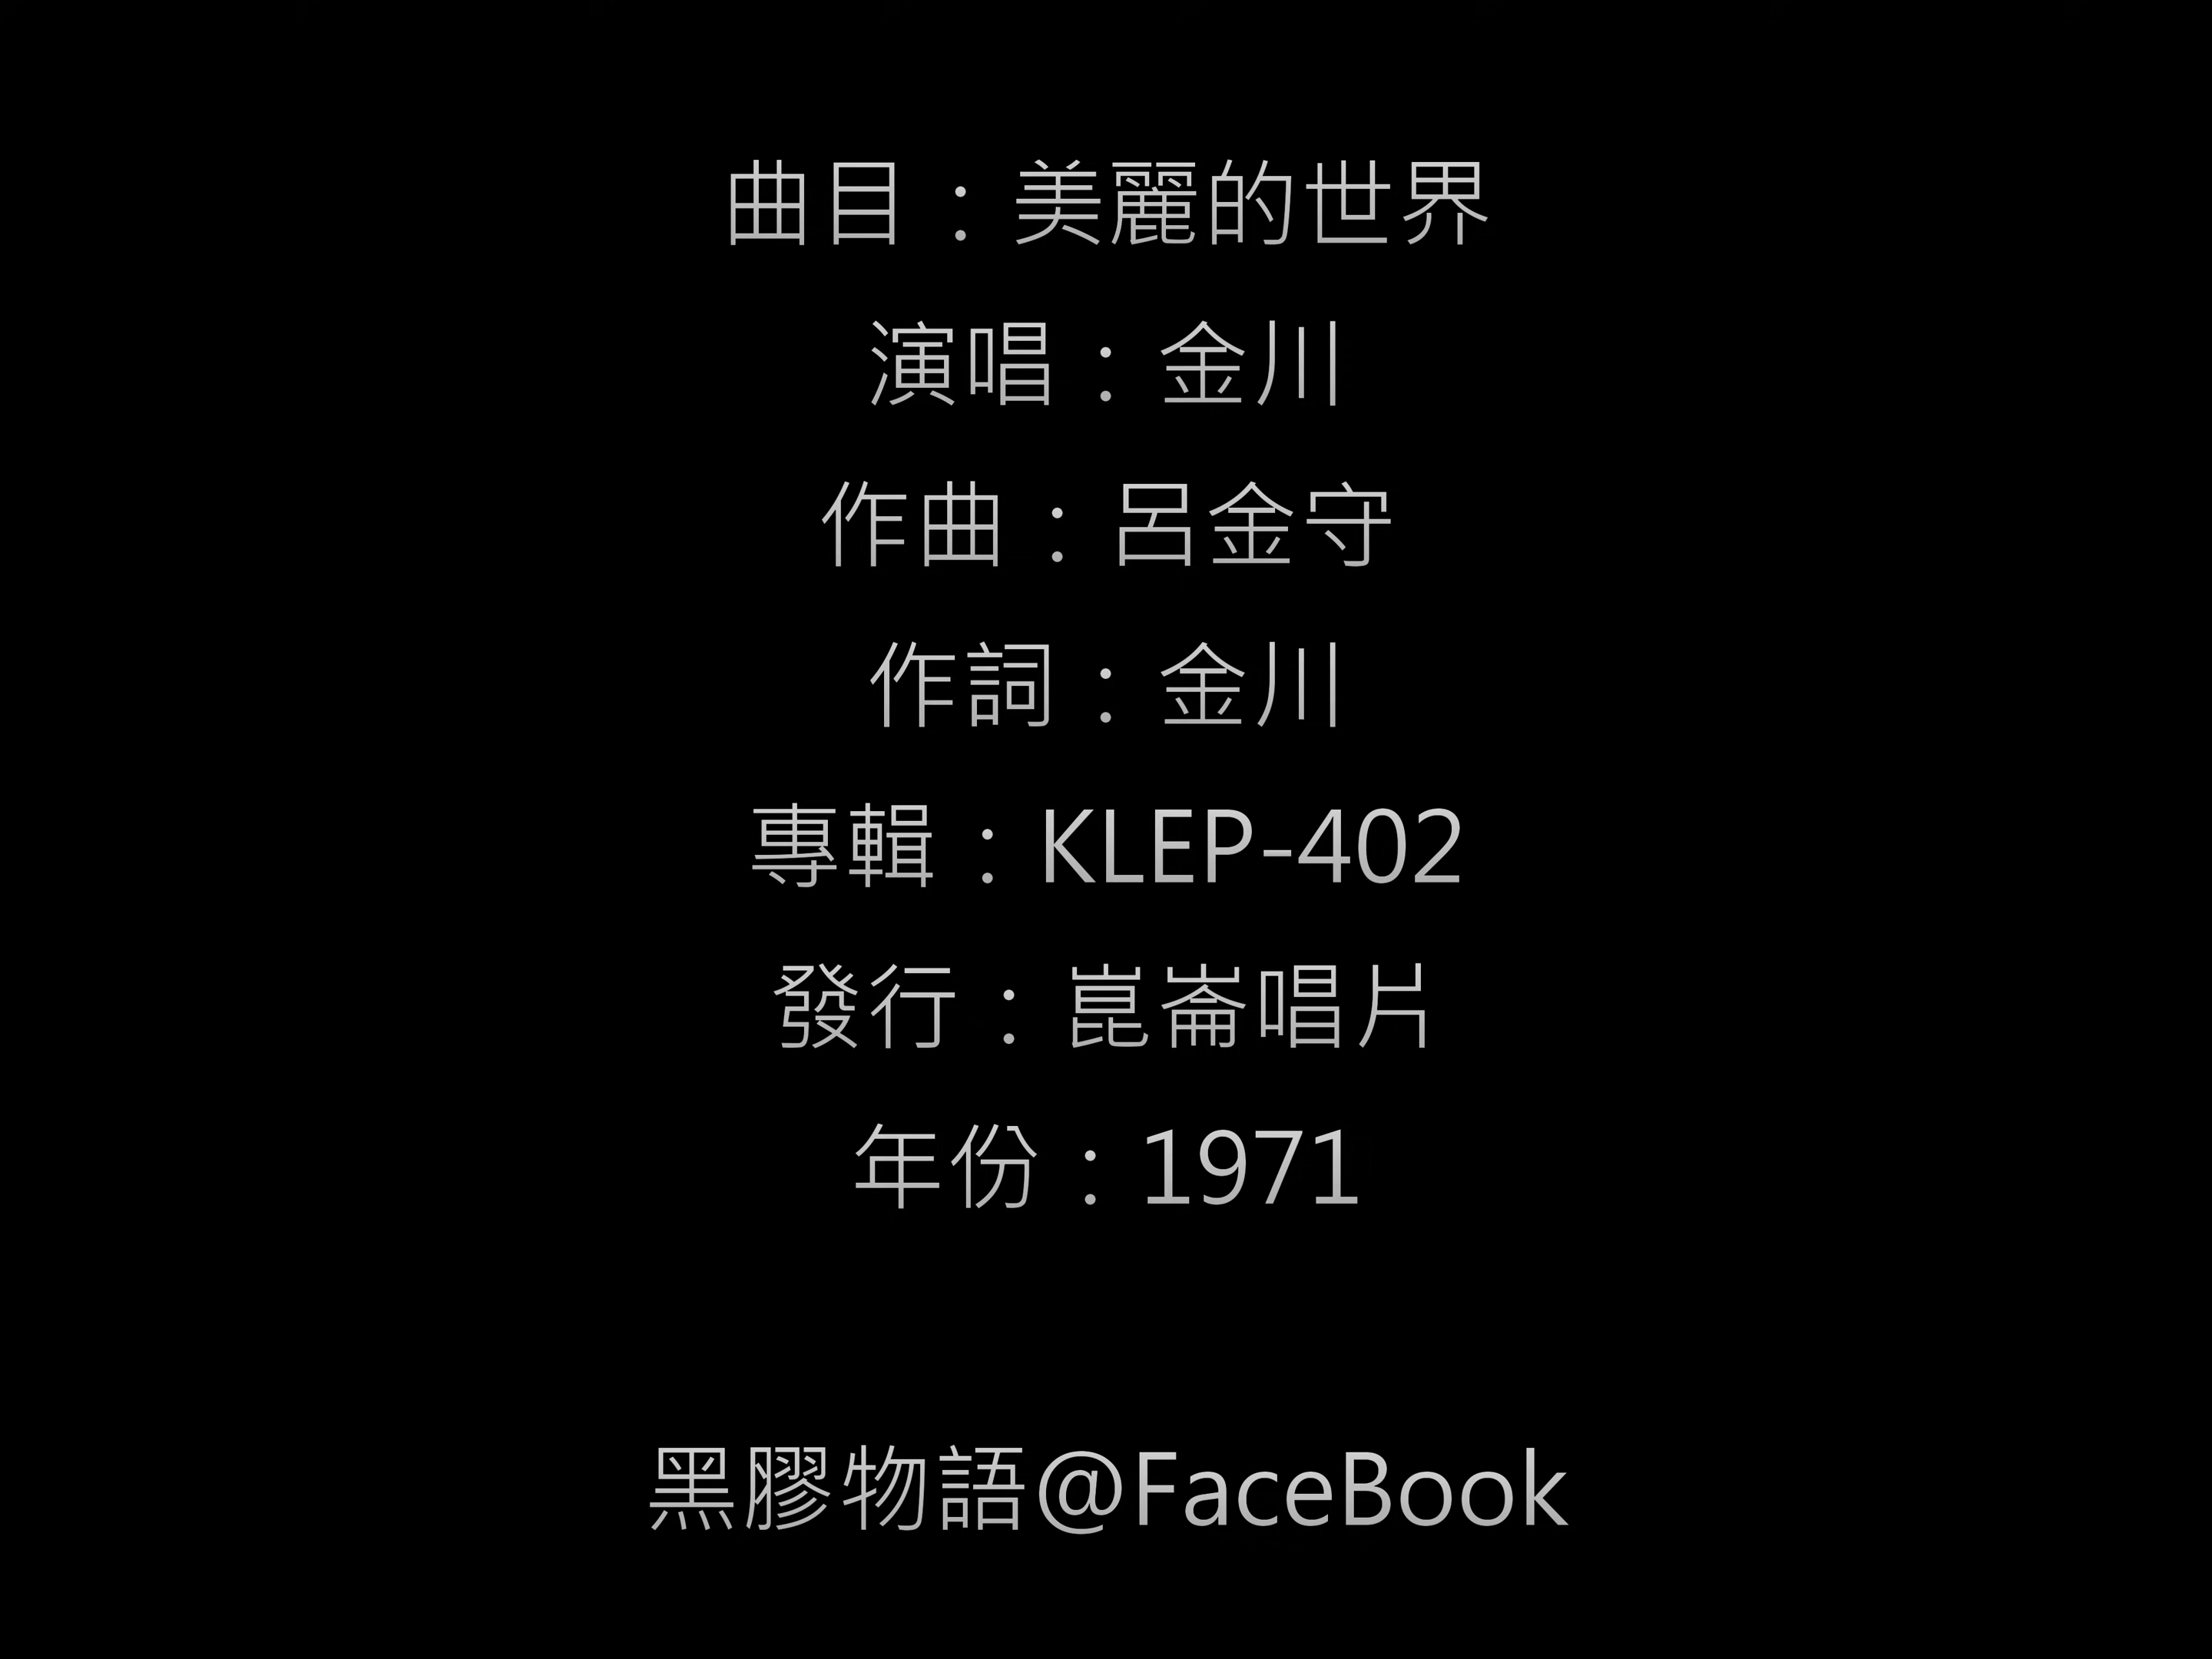 曲目：美麗的世界
演唱：金川
作曲：呂金守
作詞：金川
專輯：KLEP-402
發行：崑崙唱片
年份：1971
黑膠物語@FaceBook